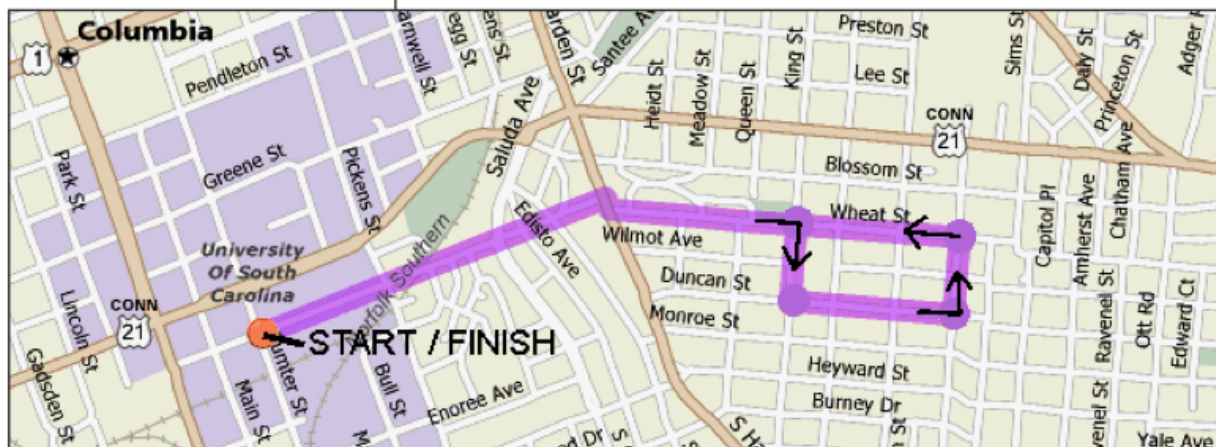 Columbia
1
Pendleton St
Greene St
Park St
Pickens St
Saluda Ave
Santee
Heidt St
Meadow St
Queen St
King St
Preston St
Lee St
Sims St
Daly St
Princeton St
CONN
21
Blossom St
Wheat St
Wilmot Ave
Edisto Ave
Duncan St
Monroe St
Capitol Pl
Amherst Ave
Chatham Ave
University
Of South
Carolina
Southern
Lincoln St
CONN
21
START / FINISH
Gadsden St
Main St
Bull St
Enoree Ave
Heyward St
Burney Dr
Ravenel St
Ott Rd
Edward Ct
Yale Ave